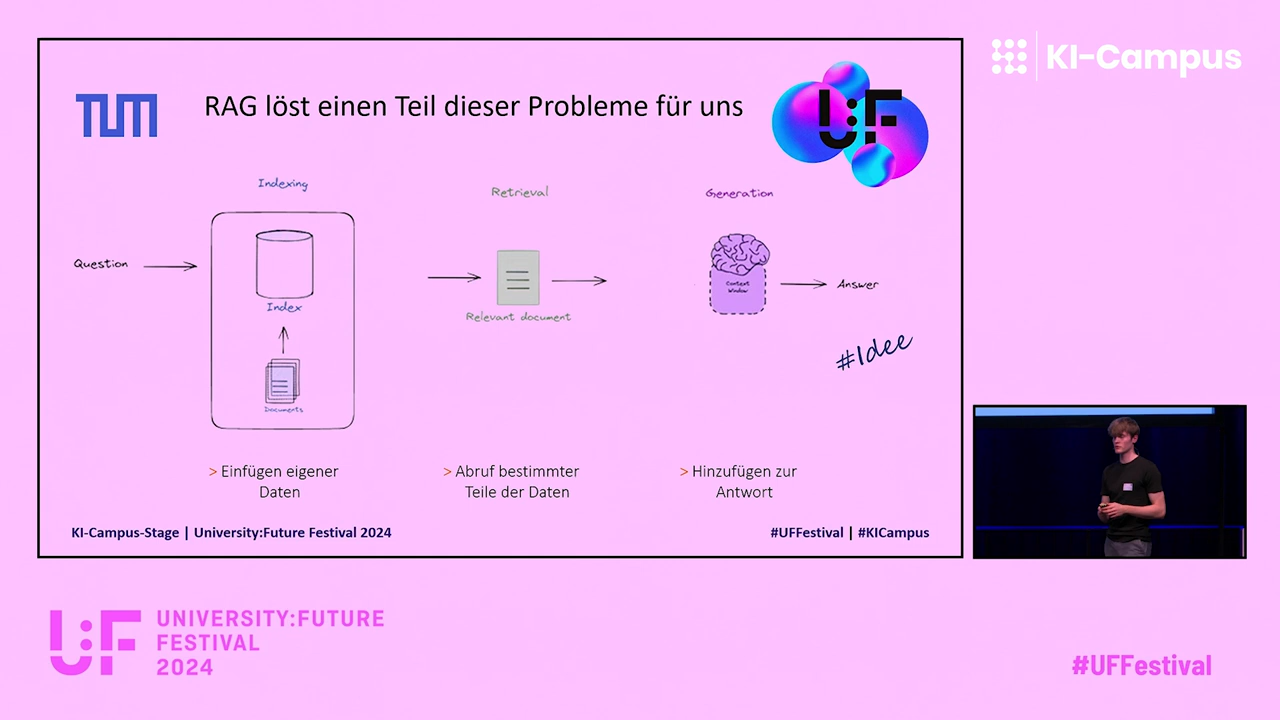 KI-Campus
TUM
RAG löst einen Teil dieser Probleme für uns
U:F
Indexing
Retrieval
Generation
Question
Context
Window
Answer
Index
Relevant document
#Idee
Documents
> Einfügen eigener
Daten
> Abruf bestimmter
Teile der Daten
> Hinzufügen zur
Antwort
KI-Campus-Stage | University:Future Festival 2024
#UFFestival | #KICampus
U:F
UNIVERSITY:FUTURE
FESTIVAL
2024
#UFFestival